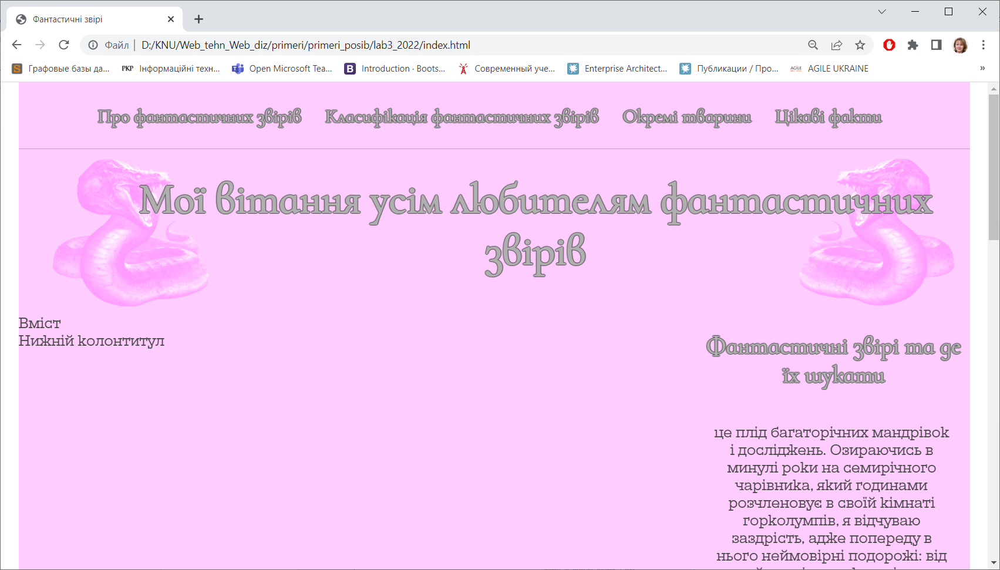 Фантастичні звірі
Файл D:/KNU/Web_tehn_Web_diz/primeri/primeri_posib/lab3_2022/index.html
Графовые базы да... PKP Інформаційні техн... Open Microsoft Tea... B Introduction · Boots... Современный уче... Enterprise Architect... Публикации / Про... AGILE AGILE UKRAINE »
Про фантастичних звірів Класифікація фантастичних звірів Окремі тварини Цікаві факти
Мої вітання усім любителям фантастичних
звірів
Вміст
Нижній колонтитул
Фантастичні звірі та де
їх шукати
це плід багаторічних мандрівок
і досліджень. Озираючись в
минулі роки на семирічного
чарівника, який годинами
розчленовує в своїй кімнаті
горколумпів, я відчуваю
заздрість, адже попереду в
нього неймовірні подорожі: від